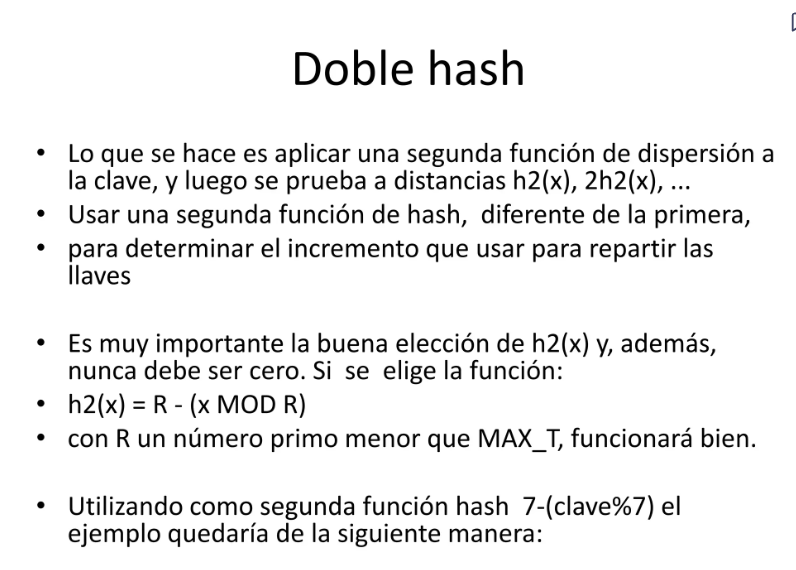 Doble hash
• Lo que se hace es aplicar una segunda función de dispersión a
la clave, y luego se prueba a distancias h2(x), 2h2(x), ...
• Usar una segunda función de hash,  diferente de la primera,
• para determinar el incremento que usar para repartir las
llaves
• Es muy importante la buena elección de h2(x) y, además,
nunca debe ser cero. Si  se  elige la función:
• h2(x) = R - (x MOD R)
• con R un número primo menor que MAX_T, funcionará bien.
• Utilizando como segunda función hash  7-(clave%7) el
ejemplo quedaría de la siguiente manera: